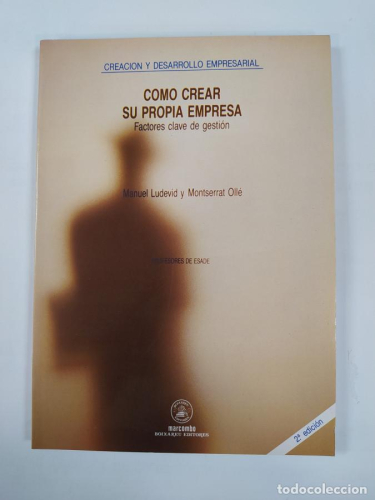 CREACION Y DESARROLLO EMPRESARIAL
COMO CREAR
SU PROPIA EMPRESA
Factores clave de gestión
Manuel Ludevid y Montserrat Ollé
DE ESADE
marcombo
BOIXAREU EDITORES
2ª edición
todocoleccion